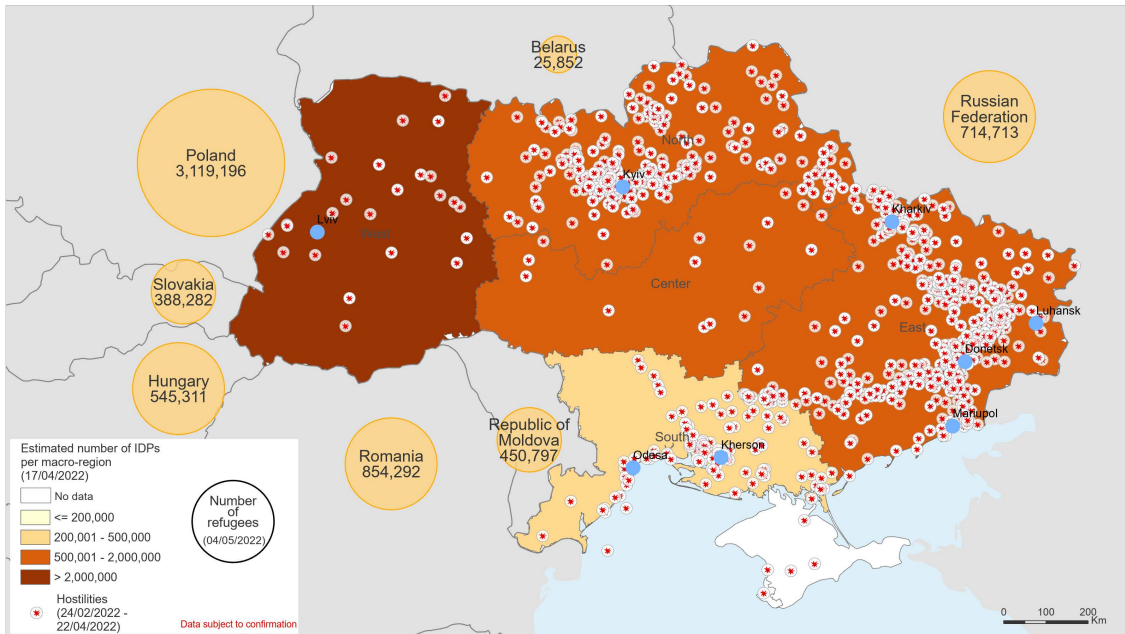 Belarus
25,852
Russian
Federation
714,713
Poland
3,119,196
North
Kyiv
Lviv
West
Kharkiv
Slovakia
388,282
Center
Luhansk
East
Donetsk
Hungary
545,311
Mariupol
Republic of
Moldova
450,797
South
Kherson
Odesa
Romania
854,292
Estimated number of IDPs
per macro-region
(17/04/2022)
No data
<= 200,000
200,001 - 500,000
500,001 - 2,000,000
> 2,000,000
Hostilities
(24/02/2022 -
22/04/2022)
Number
of
refugees
(04/05/2022)
Data subject to confirmation
0 100 200
Km